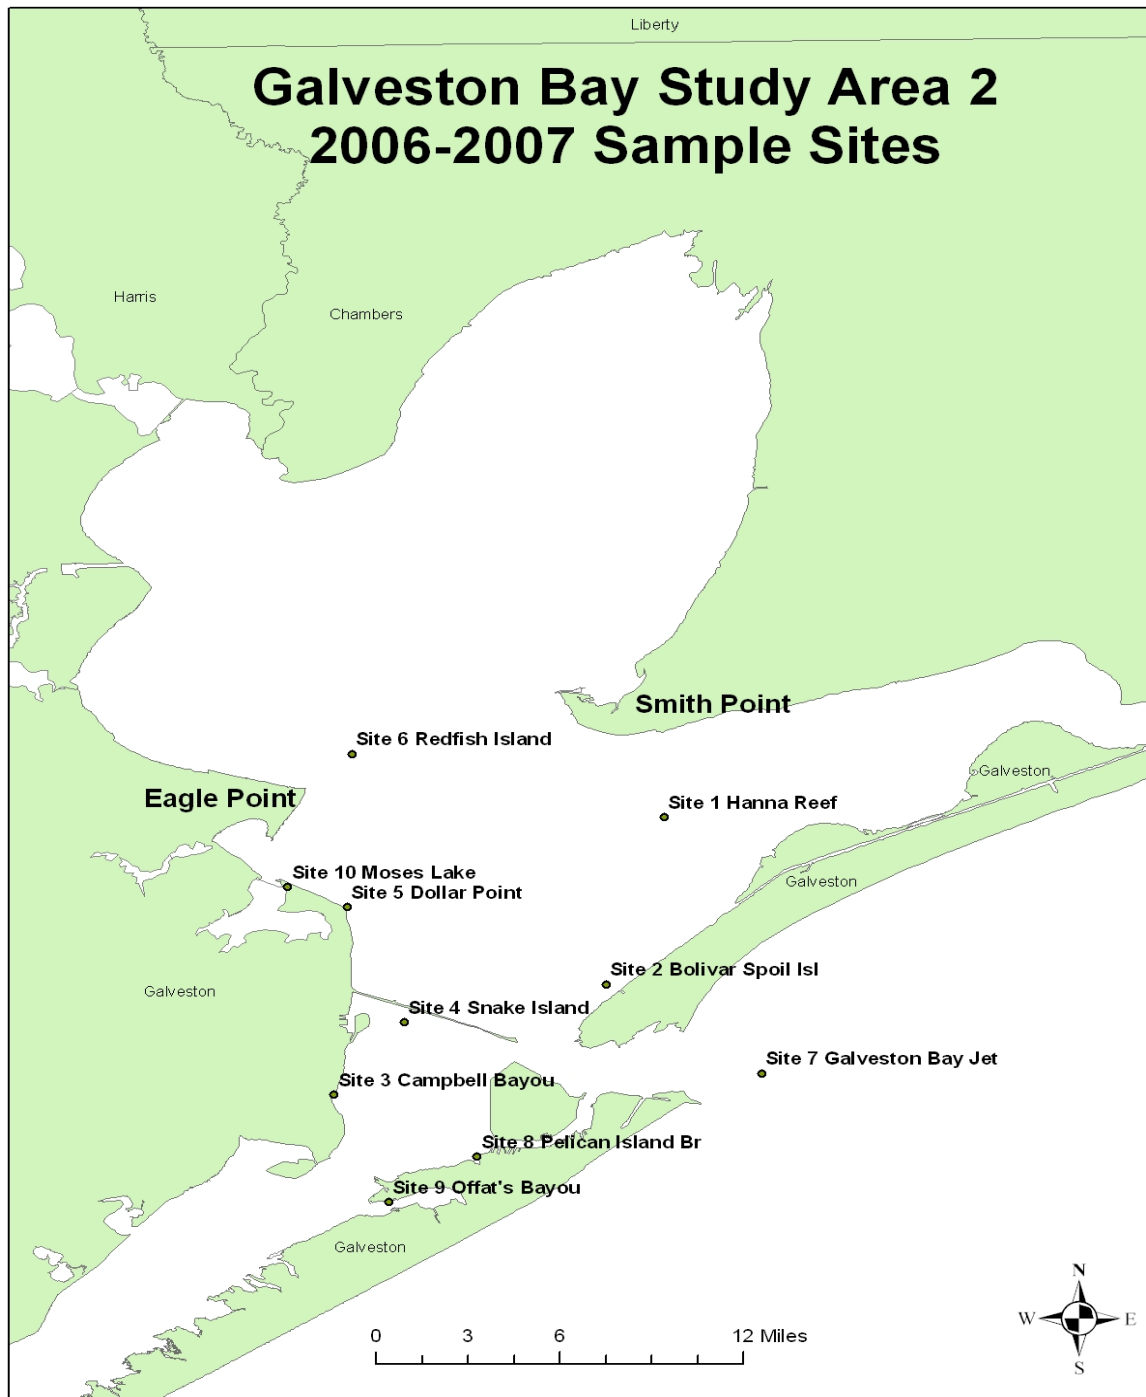 Liberty
Galveston Bay Study Area 2
2006-2007 Sample Sites
Harris
Chambers
Smith Point
Site 6 Redfish Island
Galveston
Eagle Point
Site 1 Hanna Reef
Site 10 Moses Lake
Galveston
Site 5 Dollar Point
Site 2 Bolivar Spoil Isl
Galveston
Site 4 Snake Island
Site 7 Galveston Bay Jet
Site 3 Campbell Bayou
Site 8 Pelican Island Br
Site 9 Offat's Bayou
Galveston
N
W E
S
0 3 6 12 Miles